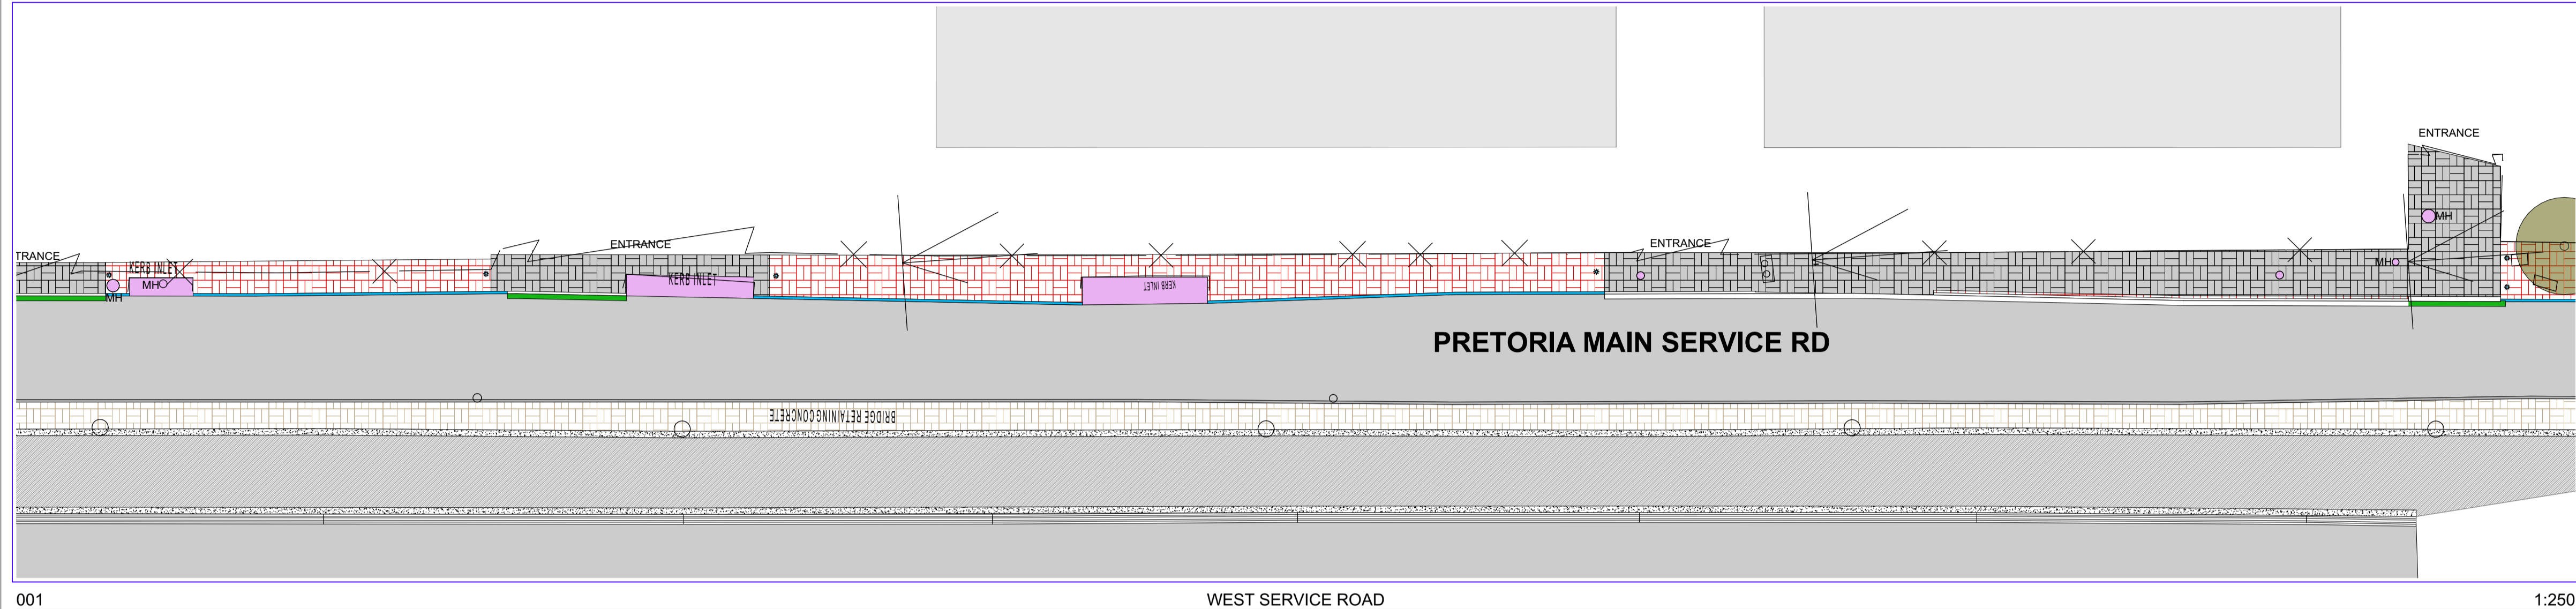 ENTRANCE
TRANCE
KERB INLET
MH
MH
ENTRANCE
KERB INLET
KERB INLET
ENTRANCE
MH
MH
PRETORIA MAIN SERVICE RD
BRIDGE RETAINING CONCRETE
001
WEST SERVICE ROAD
1:250